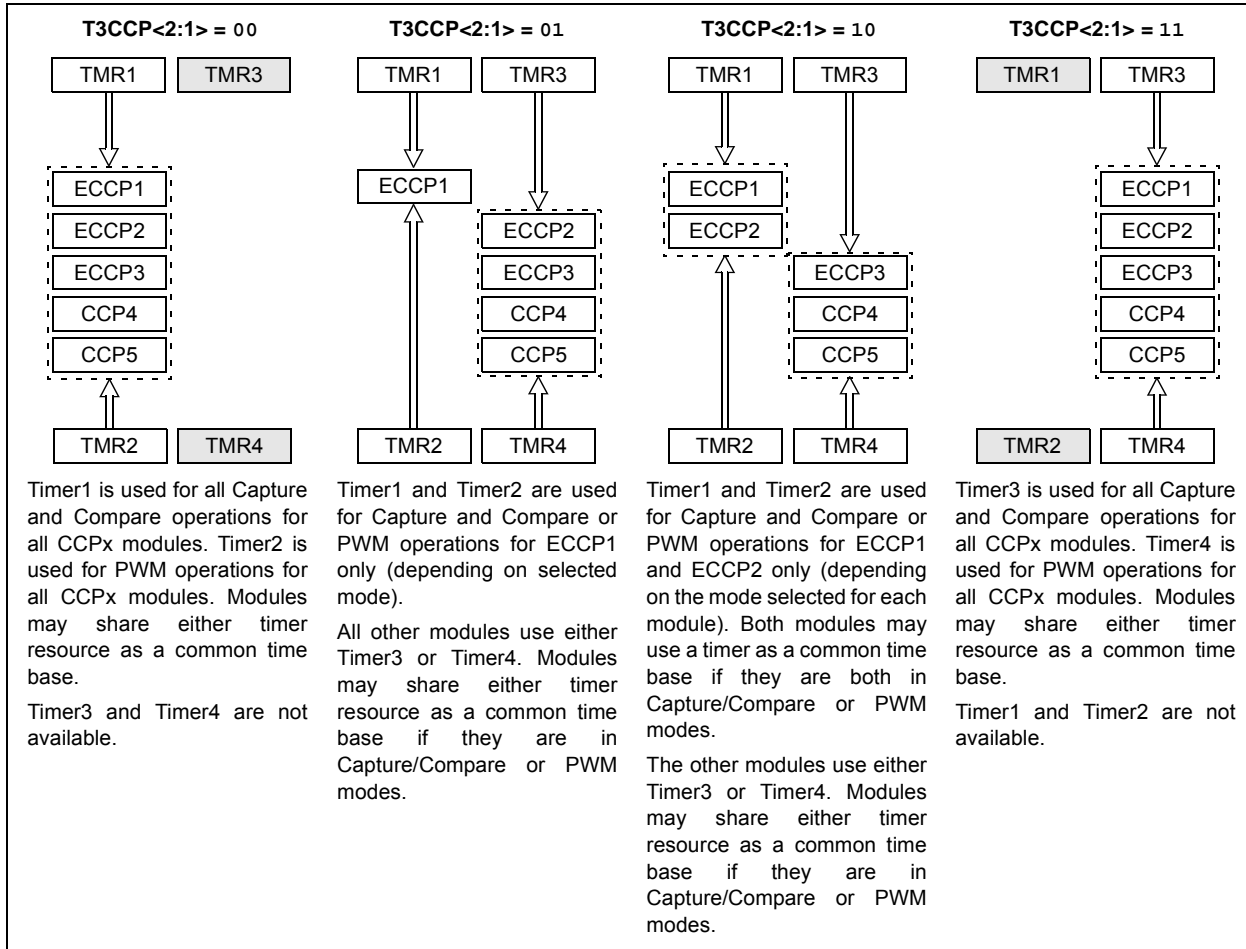 T3CCP<2:1> = 00
TMR1 TMR3
ECCP1
ECCP2
ECCP3
CCP4
CCP5
TMR2 TMR4
Timer1 is used for all Capture
and Compare operations for
all CCPx modules. Timer2 is
used for PWM operations for
all CCPx modules. Modules
may share either timer
resource as a common time
base.
Timer3 and Timer4 are not
available.
T3CCP<2:1> = 01
TMR1 TMR3
ECCP1
ECCP2
ECCP3
CCP4
CCP5
TMR2 TMR4
Timer1 and Timer2 are used
for Capture and Compare or
PWM operations for ECCP1
only (depending on selected
mode).
All other modules use either
Timer3 or Timer4. Modules
may share either timer
resource as a common time
base if they are in
Capture/Compare or PWM
modes.
T3CCP<2:1> = 10
TMR1 TMR3
ECCP1
ECCP2
ECCP3
CCP4
CCP5
TMR2 TMR4
Timer1 and Timer2 are used
for Capture and Compare or
PWM operations for ECCP1
and ECCP2 only (depending
on the mode selected for each
module). Both modules may
use a timer as a common time
base if they are both in
Capture/Compare or PWM
modes.
The other modules use either
Timer3 or Timer4. Modules
may share either timer
resource as a common time
base if they are in
Capture/Compare or PWM
modes.
T3CCP<2:1> = 11
TMR1 TMR3
ECCP1
ECCP2
ECCP3
CCP4
CCP5
TMR2 TMR4
Timer3 is used for all Capture
and Compare operations for
all CCPx modules. Timer4 is
used for PWM operations for
all CCPx modules. Modules
may share either timer
resource as a common time
base.
Timer1 and Timer2 are not
available.